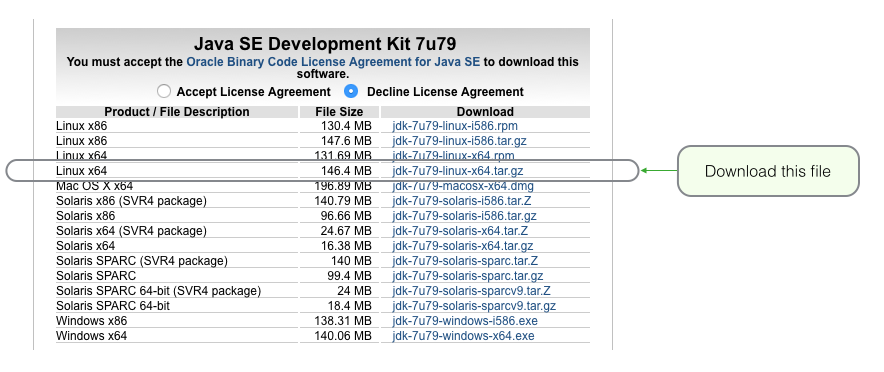 Java SE Development Kit 7u79
You must accept the Oracle Binary Code License Agreement for Java SE to download this
software.
Accept License Agreement Decline License Agreement
Product / File Description File Size Download
Linux x86 130.4 MB jdk-7u79-linux-i586.rpm
Linux x86 147.6 MB jdk-7u79-linux-i586.tar.gz
Linux x64 131.69 MB jdk-7u79-linux-x64.rpm
Linux x64 146.4 MB jdk-7u79-linux-x64.tar.gz
Download this file
Mac OS X x64 196.89 MB jdk-7u79-macosx-x64.dmg
Solaris x86 (SVR4 package) 140.79 MB jdk-7u79-solaris-i586.tar.Z
Solaris x86 96.66 MB jdk-7u79-solaris-i586.tar.gz
Solaris x64 (SVR4 package) 24.67 MB jdk-7u79-solaris-x64.tar.Z
Solaris x64 16.38 MB jdk-7u79-solaris-x64.tar.gz
Solaris SPARC (SVR4 package) 140 MB jdk-7u79-solaris-sparc.tar.Z
Solaris SPARC 99.4 MB jdk-7u79-solaris-sparc.tar.gz
Solaris SPARC 64-bit (SVR4 package) 24 MB jdk-7u79-solaris-sparcv9.tar.Z
Solaris SPARC 64-bit 18.4 MB jdk-7u79-solaris-sparcv9.tar.gz
Windows x86 138.31 MB jdk-7u79-windows-i586.exe
Windows x64 140.06 MB jdk-7u79-windows-x64.exe